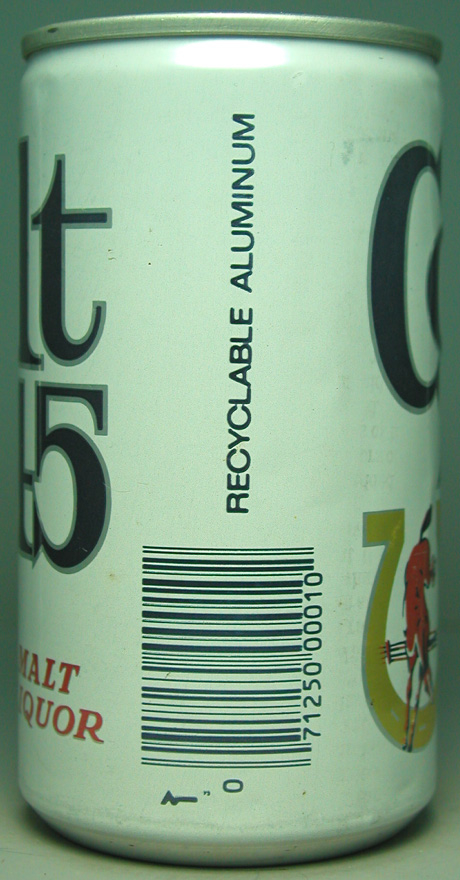 lt
45
MALT
LIQUOR
RECYCLABLE ALUMINUM
71250 00010
0
C